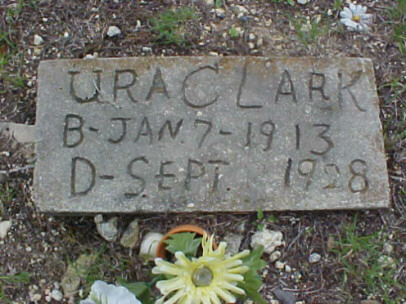 URA CLARK
B-JAN. 7-1913
D-SEPT. 1928